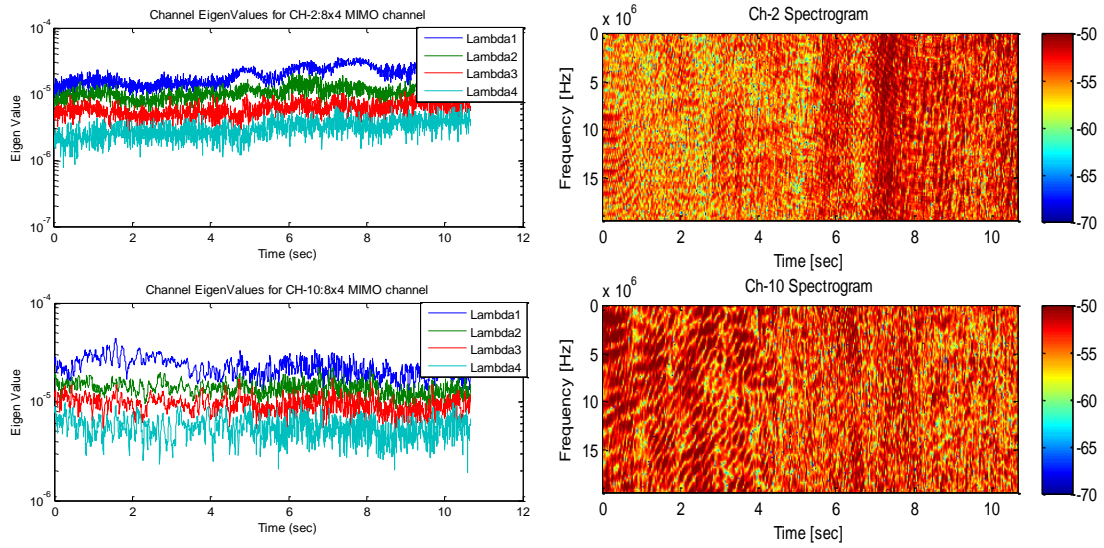 Channel EigenValues for CH-2:8x4 MIMO channel
10^-4
10^-5
10^-6
10^-7
Eigen Value
Lambda1
Lambda2
Lambda3
Lambda4
0 2 4 6 8 10 12
Time (sec)
Ch-2 Spectrogram
x 10^6
0
5
10
15
Frequency [Hz]
0 2 4 6 8 10
Time [sec]
-50
-55
-60
-65
-70
Channel EigenValues for CH-10:8x4 MIMO channel
10^-4
10^-5
10^-6
Eigen Value
Lambda1
Lambda2
Lambda3
Lambda4
0 2 4 6 8 10 12
Time (sec)
Ch-10 Spectrogram
x 10^6
0
5
10
15
Frequency [Hz]
0 2 4 6 8 10
Time [sec]
-50
-55
-60
-65
-70